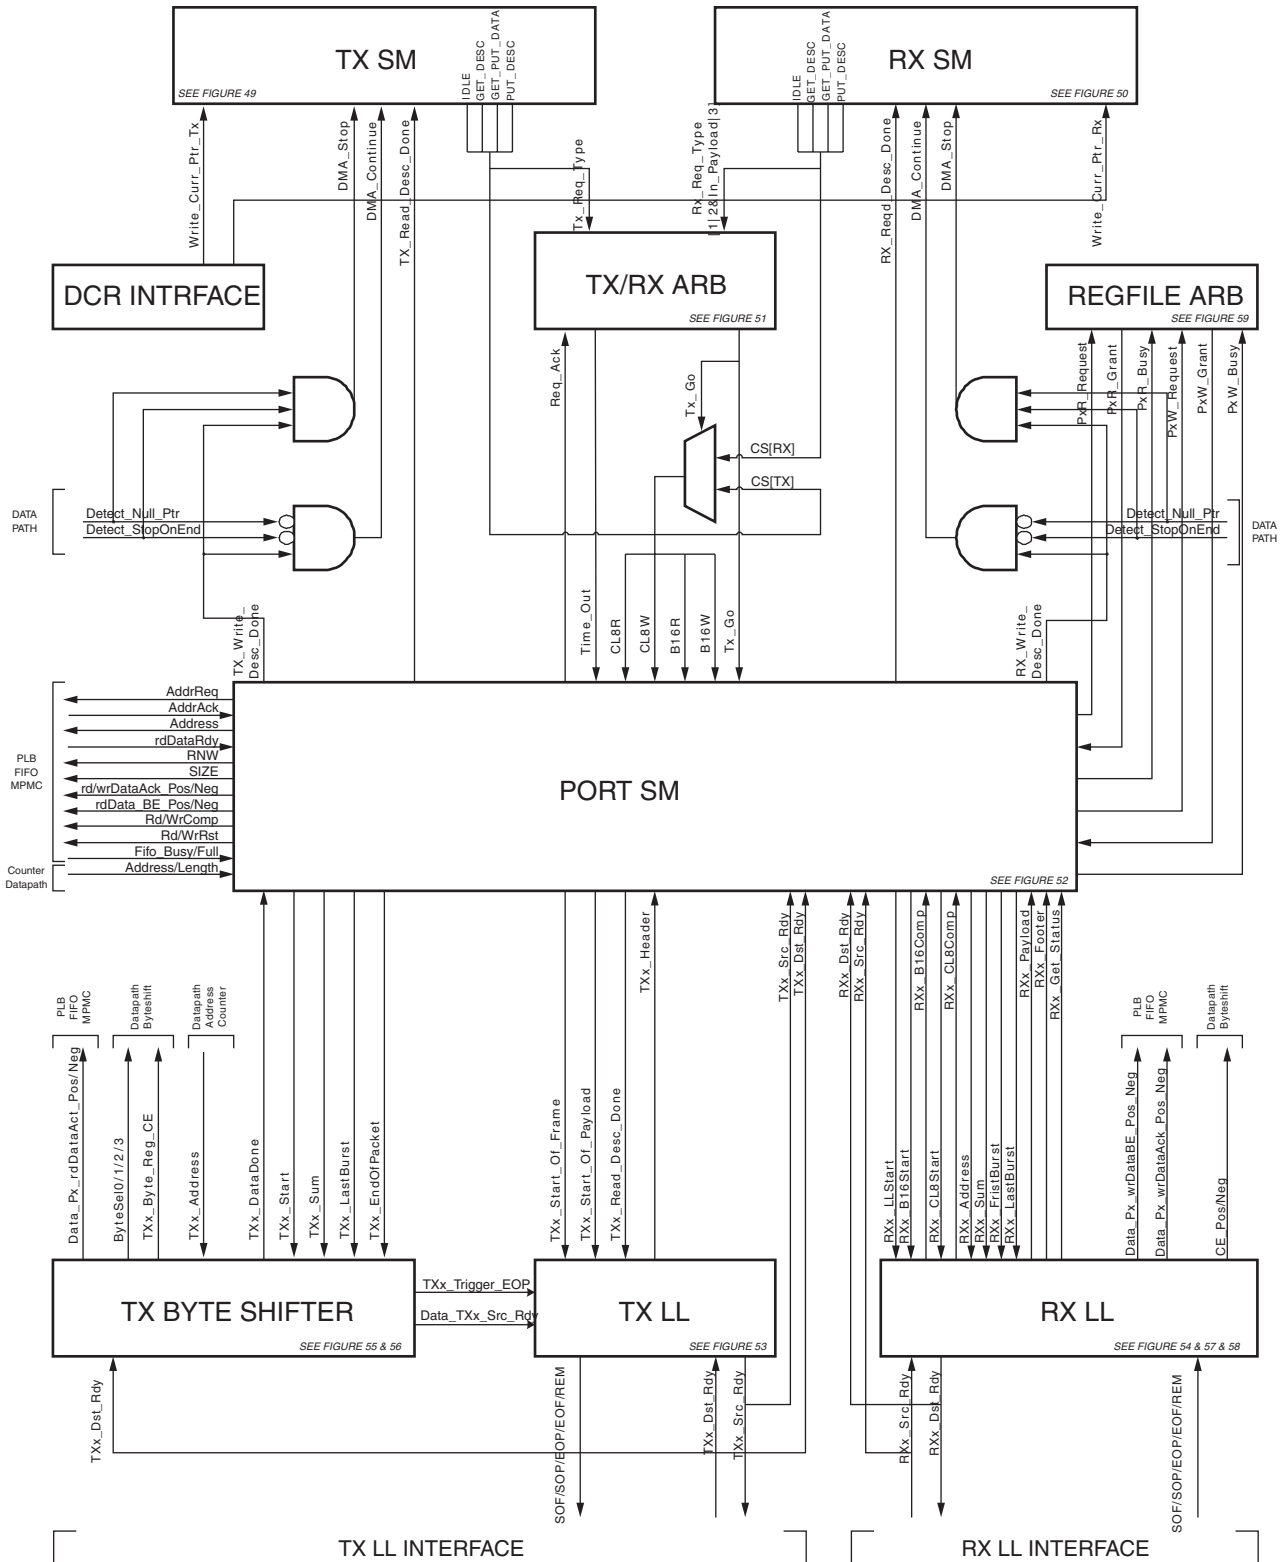 TX SM
SEE FIGURE 49
IDLE
GET_DESC
GET_PUT_DATA
PUT_DESC
RX SM
SEE FIGURE 50
IDLE
GET_DESC
GET_PUT_DATA
PUT_DESC
Write_Curr_Ptr_Tx
DMA_Stop
DMA_Continue
TX_Read_Desc_Done
Tx_Req_Type
Rx_Req_Type
[1|2&In_Payload|3]
RX_Reqd_Desc_Done
DMA_Continue
DMA_Stop
Write_Curr_Ptr_Rx
DCR INTRFACE
TX/RX ARB
SEE FIGURE 51
REGFILE ARB
SEE FIGURE 59
Req_Ack
Tx_Go
PxR_Request
PxR_Grant
PxR_Busy
PxW_Request
PxW_Grant
PxW_Busy
CS[RX]
CS[TX]
DATA
PATH
Detect_Null_Ptr
Detect_StopOnEnd
Detect_Null_Ptr
Detect_StopOnEnd
DATA
PATH
TX_Write_
Desc_Done
Time_Out
CL8R
CL8W
B16R
B16W
Tx_Go
RX_Write_
Desc_Done
PLB
FIFO
MPMC
AddrReq
AddrAck
Address
rdDataRdy
RNW
SIZE
rd/wrDataAck_Pos/Neg
rdData_BE_Pos/Neg
Rd/WrComp
Rd/WrRst
Fifo_Busy/Full
Counter
Datapath
Address/Length
PORT SM
SEE FIGURE 52
TXx_Header
TXx_Src_Rdy
TXx_Dst_Rdy
RXx_Dst_Rdy
RXx_Src_Rdy
RXx_B16Comp
RXx_CL8Comp
RXx_Payload
RXx_Footer
RXx_Get_Status
PLB
FIFO
MPMC
Datapath
Byteshift
Datapath
Address
Counter
PLB
FIFO
MPMC
Datapath
Byteshift
Data_Px_rdDataAct_Pos/Neg
ByteSel0/1/2/3
TXx_Byte_Reg_CE
TXx_Address
TXx_DataDone
TXx_Start
TXx_Sum
TXx_LastBurst
TXx_EndOfPacket
TXx_Start_Of_Frame
TXx_Start_Of_Payload
TXx_Read_Desc_Done
RXx_LLStart
RXx_B16Start
RXx_CL8Start
RXx_Address
RXx_Sum
RXx_FristBurst
RXx_LastBurst
Data_Px_wrDataBE_Pos_Neg
Data_Px_wrDataAck_Pos_Neg
CE_Pos/Neg
TX BYTE SHIFTER
SEE FIGURE 55 & 56
TXx_Trigger_EOP
Data_TXx_Src_Rdy
TX LL
SEE FIGURE 53
RX LL
SEE FIGURE 54 & 57 & 58
TXx_Dst_Rdy
SOF/SOP/EOP/EOF/REM
TXx_Dst_Rdy
TXx_Src_Rdy
RXx_Src_Rdy
RXx_Dst_Rdy
SOF/SOP/EOP/EOF/REM
TX LL INTERFACE
RX LL INTERFACE